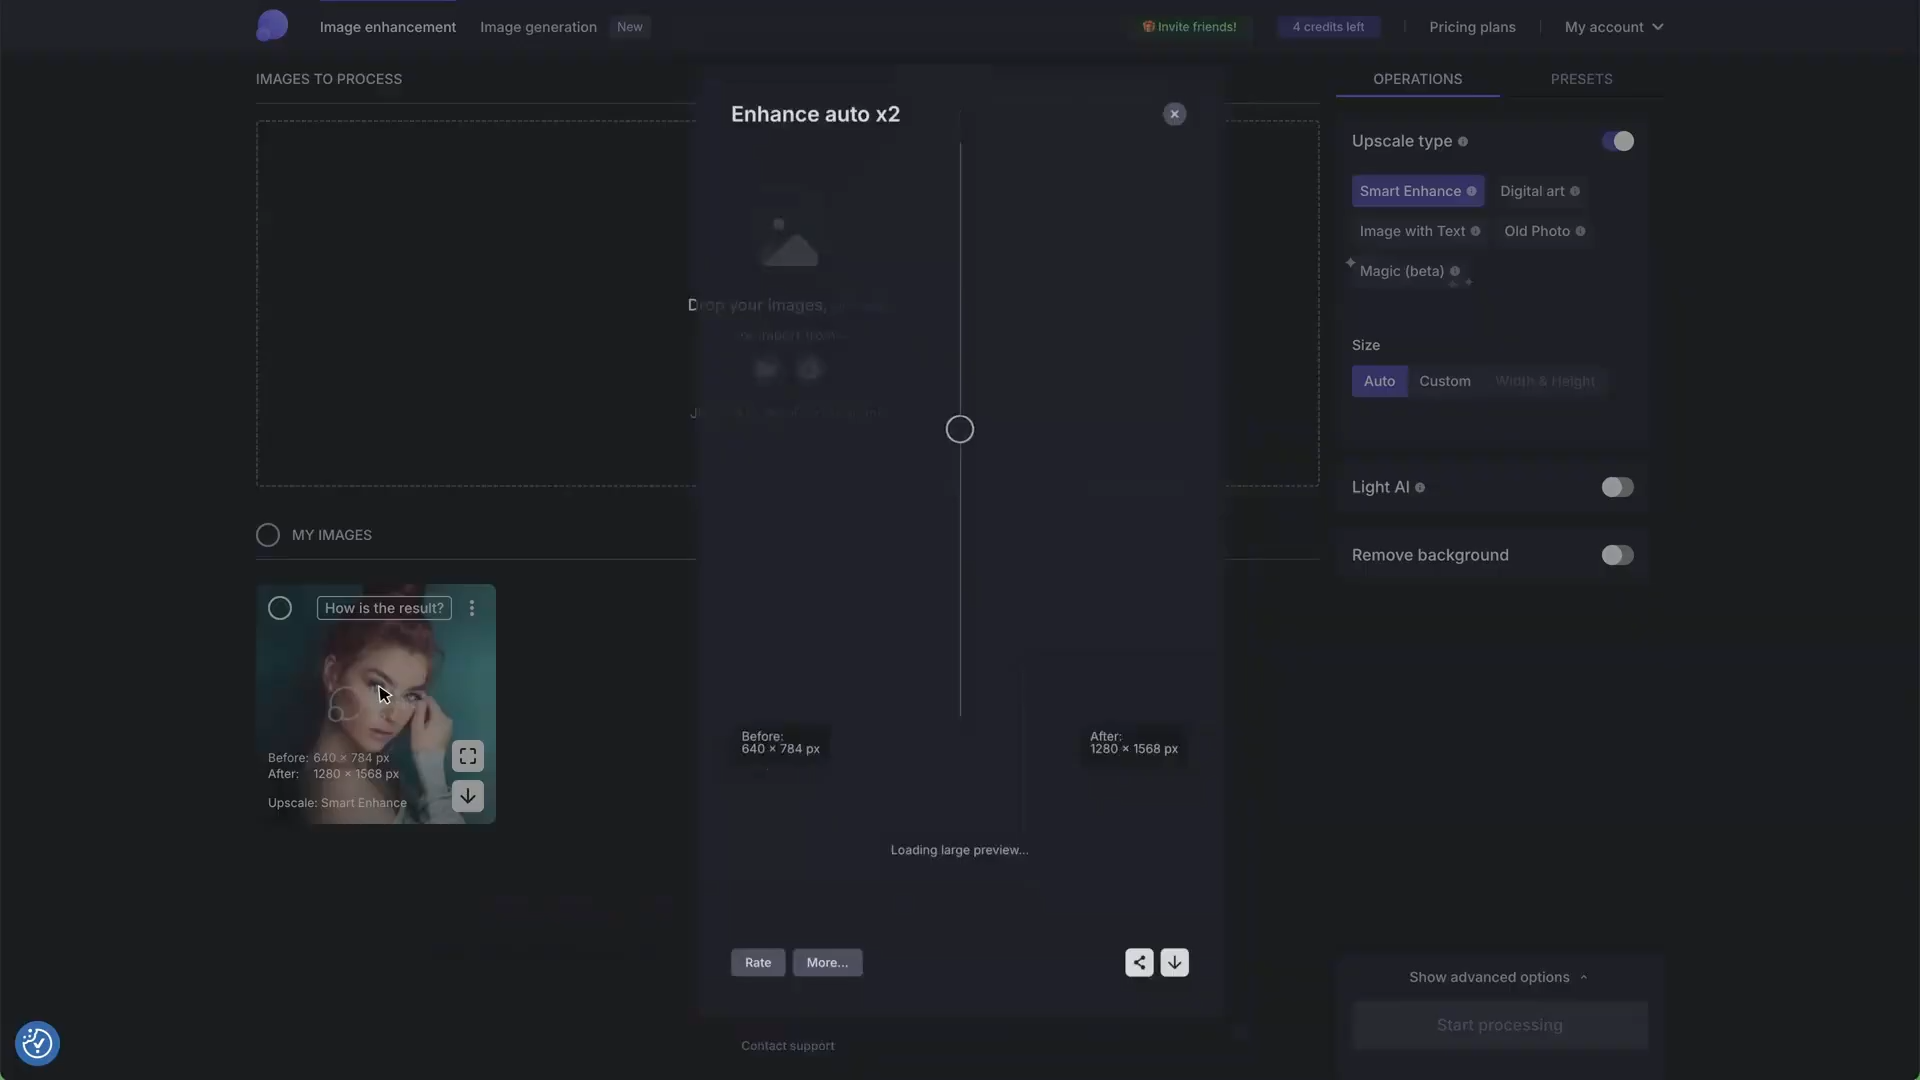 Image enhancement
Image generation
New
Invite friends!
4 credits left
Pricing plans
My account
IMAGES TO PROCESS
OPERATIONS
PRESETS
Enhance auto x2
Upscale type
Smart Enhance
Digital art
Image with Text
Old Photo
Magic (beta)
Drop your images,
Size
Auto
Custom
Width & Height
Light AI
MY IMAGES
Remove background
How is the result?
Before: 640 × 784 px
After: 1280 × 1568 px
Upscale: Smart Enhance
Before:
640 × 784 px
After:
1280 × 1568 px
Loading large preview...
Rate
More...
Show advanced options
Start processing
Contact support